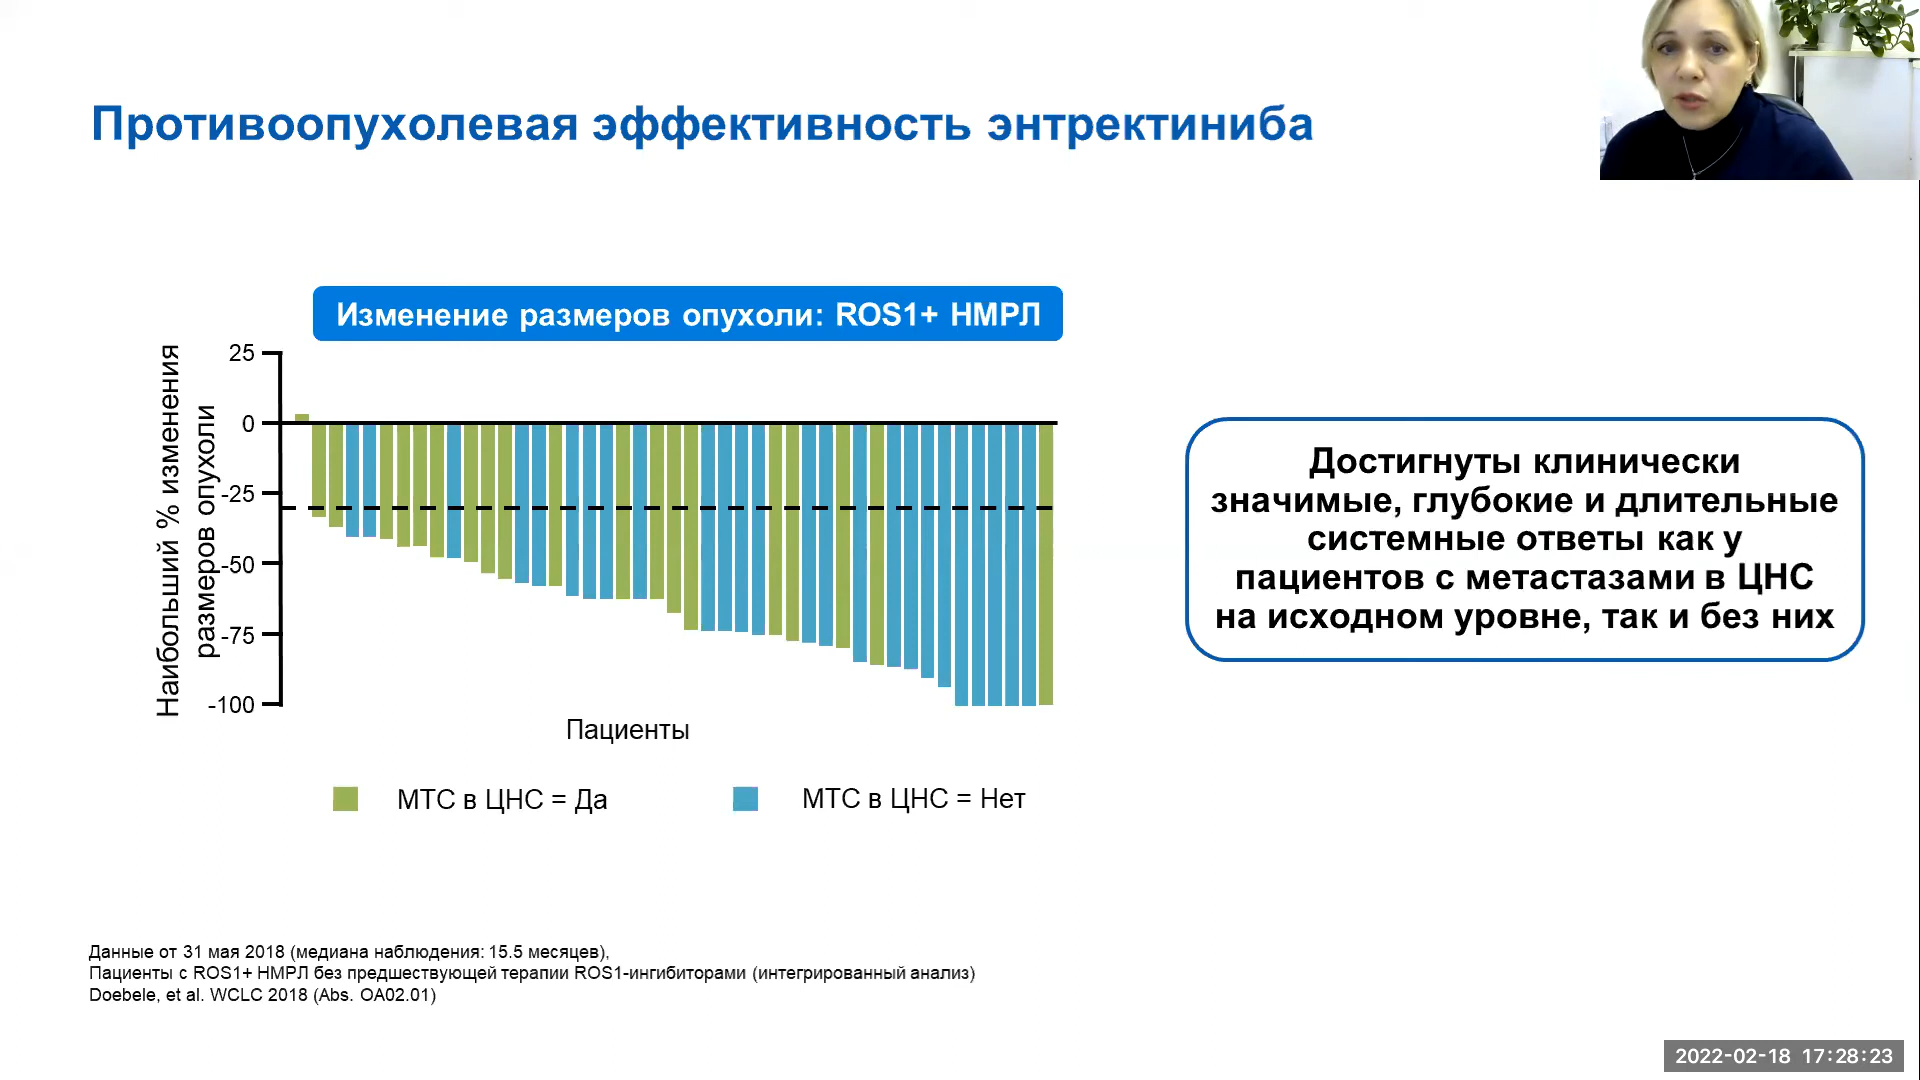 Противоопухолевая эффективность энтректиниба
Изменение размеров опухоли: ROS1+ НМРЛ
Наибольший % изменения
размеров опухоли
25
0
-25
-50
-75
-100
Пациенты
МТС в ЦНС = Да
МТС в ЦНС = Нет
Достигнуты клинически
значимые, глубокие и длительные
системные ответы как у
пациентов с метастазами в ЦНС
на исходном уровне, так и без них
Данные от 31 мая 2018 (медиана наблюдения: 15.5 месяцев),
Пациенты с ROS1+ НМРЛ без предшествующей терапии ROS1-ингибиторами (интегрированный анализ)
Doebele, et al. WCLC 2018 (Abs. OA02.01)
2022-02-18 17:28:23